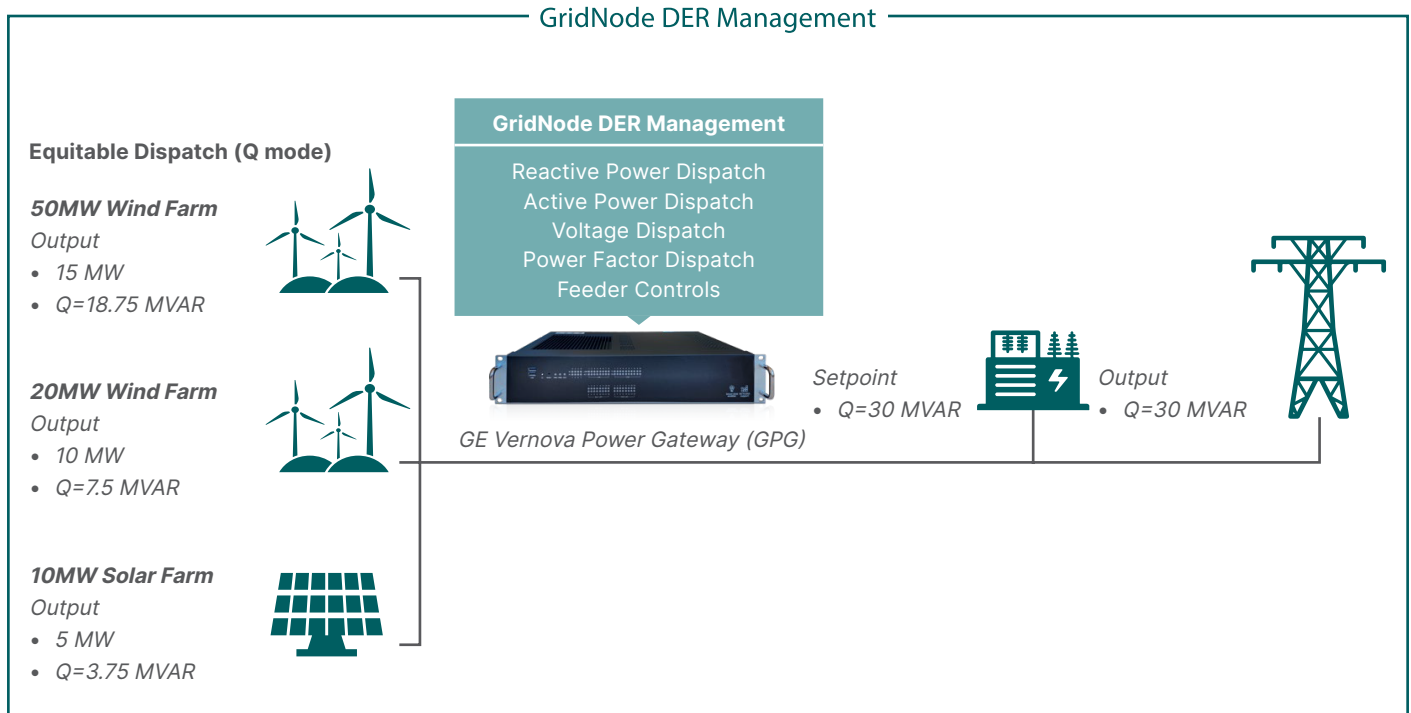 GridNode DER Management
GridNode DER Management
Reactive Power Dispatch
Active Power Dispatch
Voltage Dispatch
Power Factor Dispatch
Feeder Controls
Equitable Dispatch (Q mode)
50MW Wind Farm
Output
• 15 MW
• Q=18.75 MVAR
20MW Wind Farm
Output
• 10 MW
• Q=7.5 MVAR
10MW Solar Farm
Output
• 5 MW
• Q=3.75 MVAR
GE Vernova Power Gateway (GPG)
Setpoint
• Q=30 MVAR
Output
• Q=30 MVAR